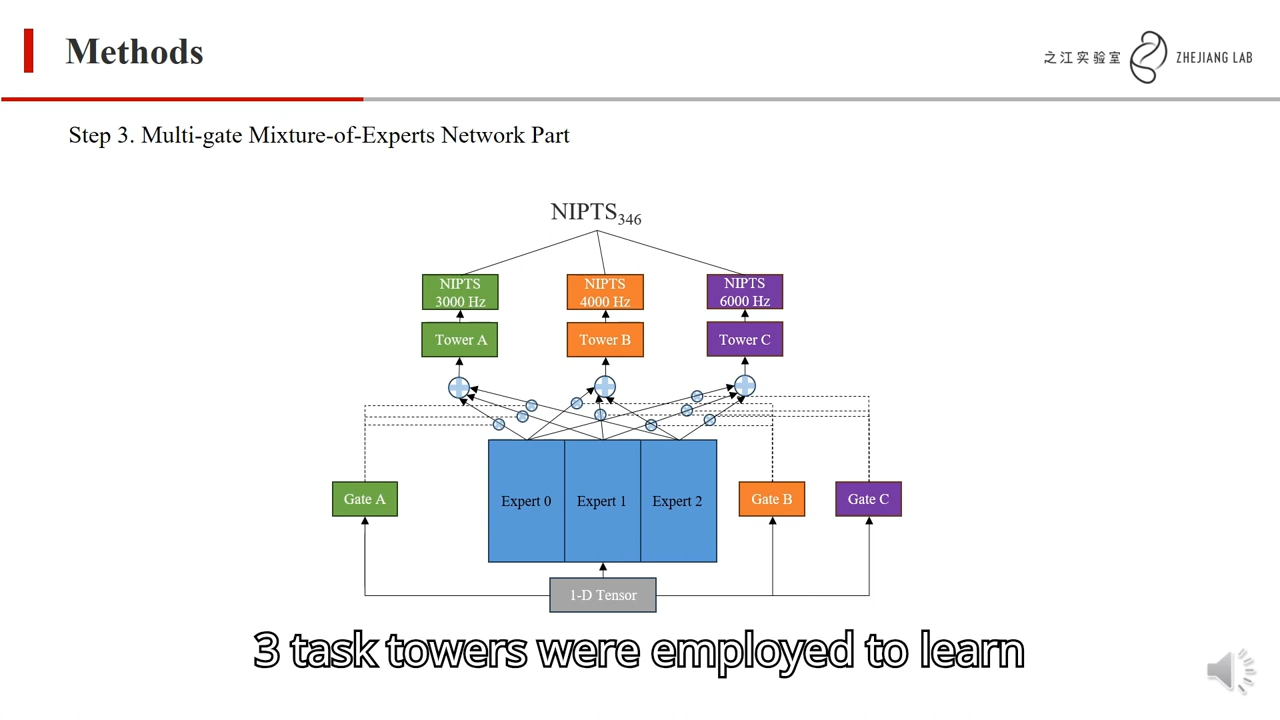 Methods
之江实验室 ZHEJIANG LAB
Step 3. Multi-gate Mixture-of-Experts Network Part
NIPTS346
NIPTS
3000 Hz
NIPTS
4000 Hz
NIPTS
6000 Hz
Tower A
Tower B
Tower C
Gate A
Expert 0
Expert 1
Expert 2
Gate B
Gate C
1-D Tensor
3 task towers were employed to learn